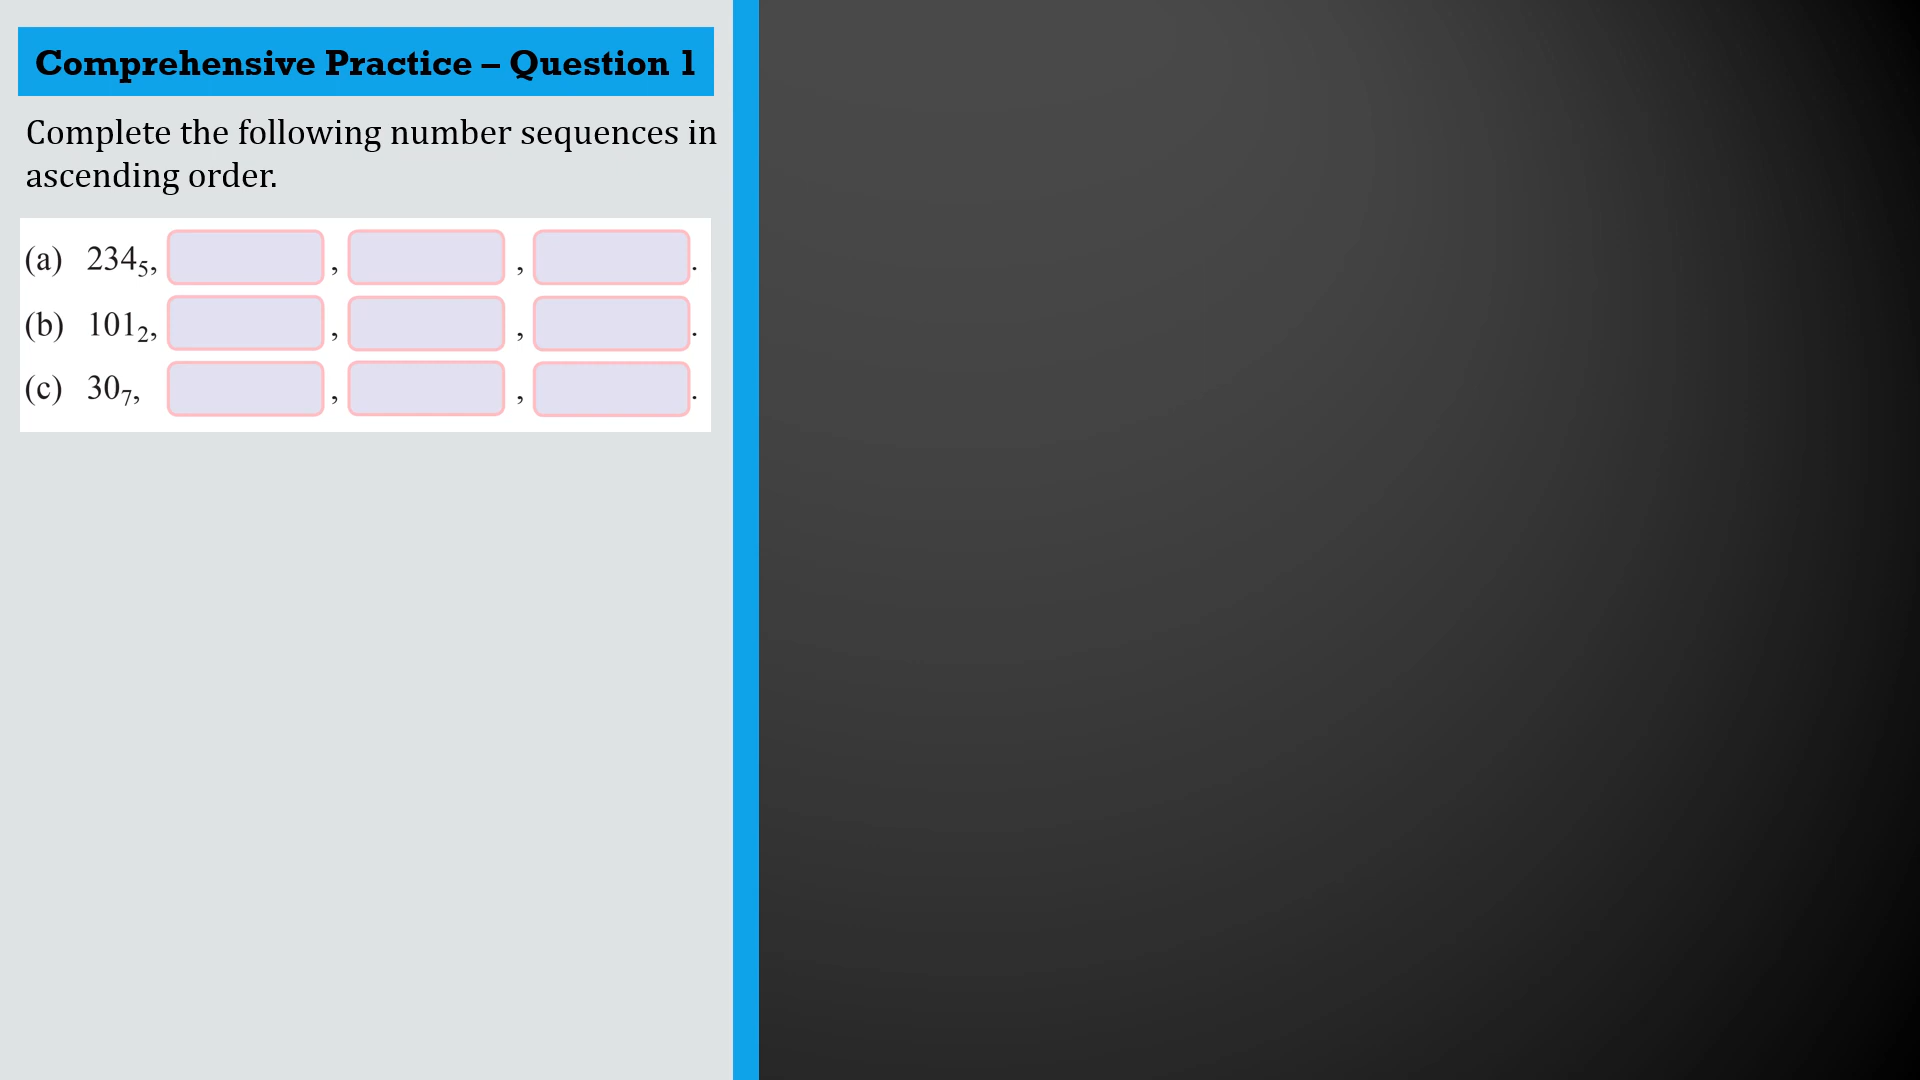 Comprehensive Practice – Question 1
Complete the following number sequences in
ascending order.
(a) 234₅, , , .
(b) 101₂, , , .
(c) 30₇, , , .